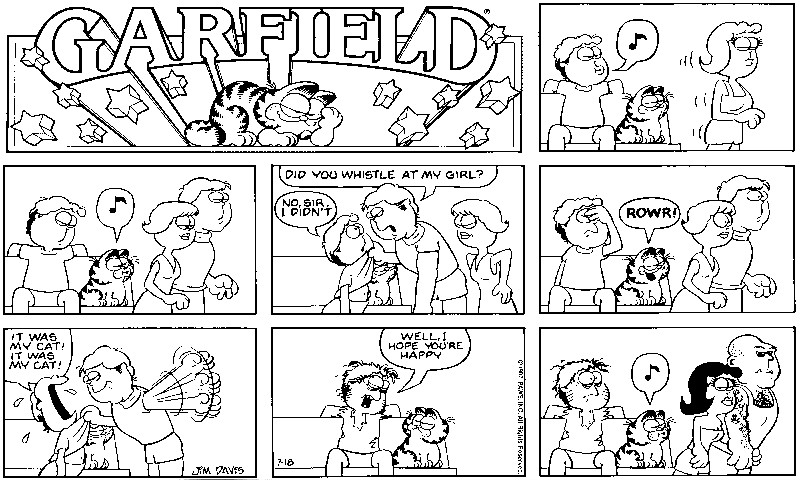 GARFIELD®
DID YOU WHISTLE AT MY GIRL?
NO, SIR,
I DIDN'T
ROWR!
IT WAS
MY CAT!
IT WAS
MY CAT!
JIM DAVIS
WELL, I
HOPE YOU'RE
HAPPY
7-18